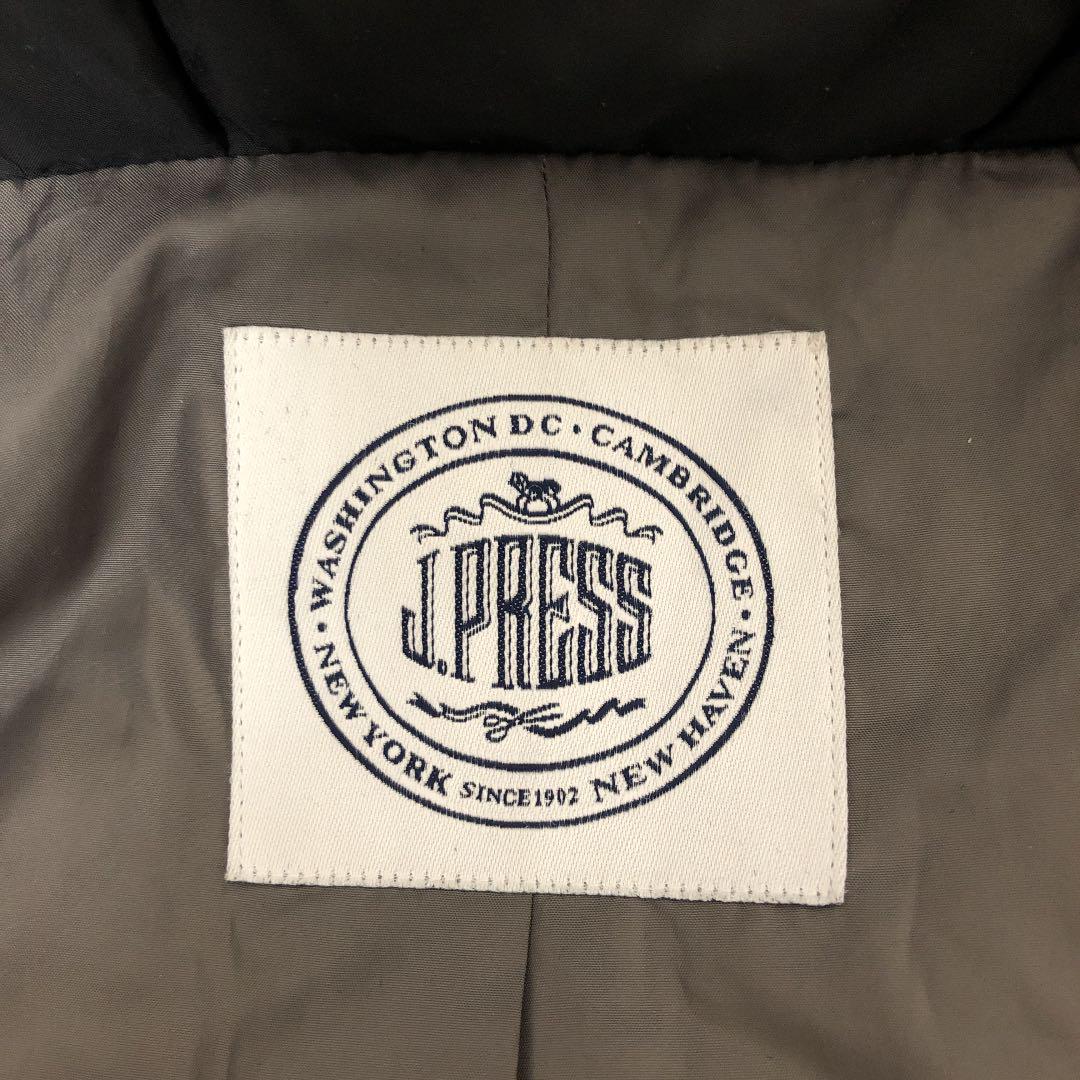 WASHINGTON DC · CAMBRIDGE · NEW HAVEN
J.PRESS
· NEW YORK
SINCE 1902